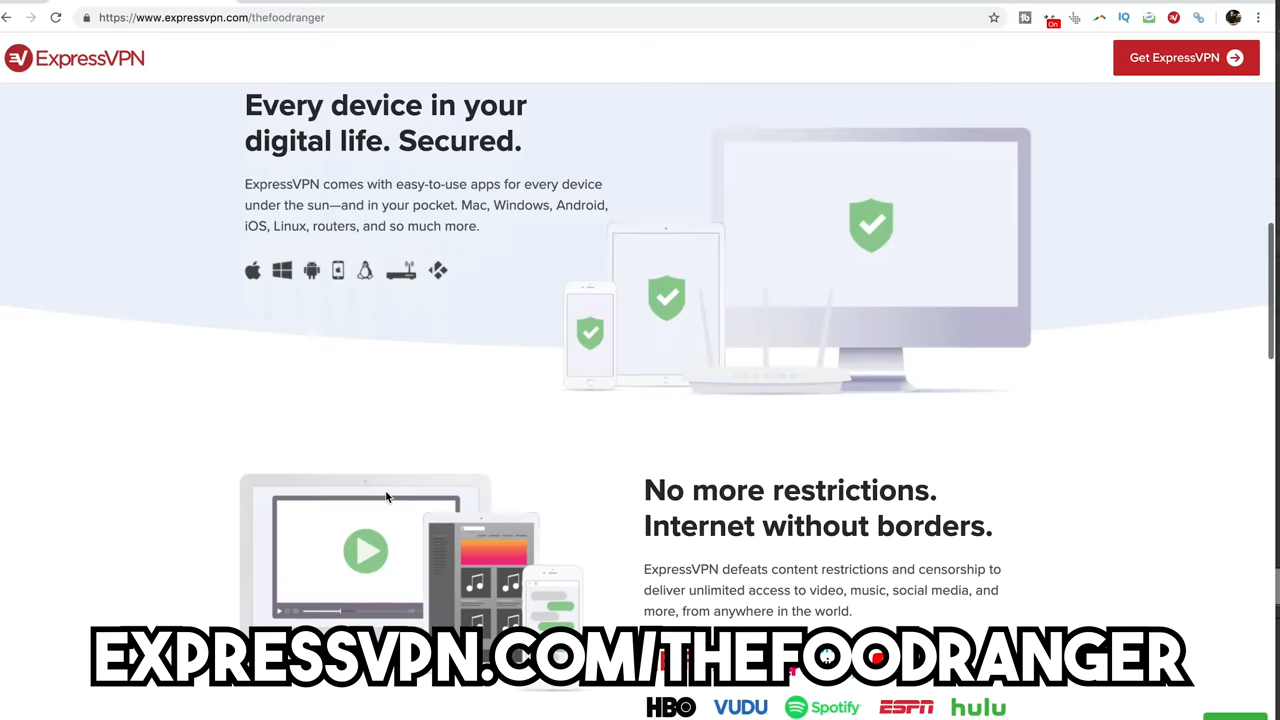 https://www.expressvpn.com/thefoodranger
On
ExpressVPN
Get ExpressVPN
Every device in your
digital life. Secured.
ExpressVPN comes with easy-to-use apps for every device
under the sun—and in your pocket. Mac, Windows, Android,
iOS, Linux, routers, and so much more.
No more restrictions.
Internet without borders.
ExpressVPN defeats content restrictions and censorship to
deliver unlimited access to video, music, social media, and
more, from anywhere in the world.
EXPRESSVPN.COM/THEFOODRANGER
HBO VUDU Spotify ESPN hulu